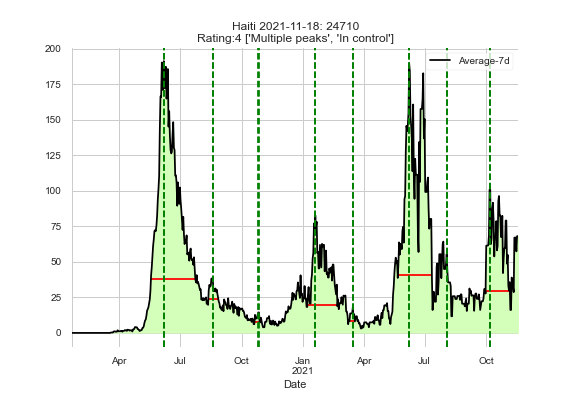 Haiti 2021-11-18: 24710
Rating:4 ['Multiple peaks', 'In control']
Average-7d
200
175
150
125
100
75
50
25
0
Apr Jul Oct Jan Apr Jul Oct
2021
Date